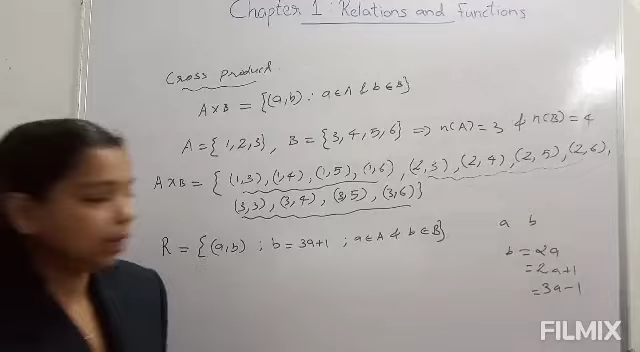 Chapter 1 : Relations and functions
Cross product.
A×B = {(a,b) : a∈A & b∈B}
A = {1,2,3}, B = {3,4,5,6} ⇒ n(A) = 3 & n(B) = 4
A×B = { (1,3), (1,4), (1,5), (1,6), (2,3), (2,4), (2,5), (2,6),
(3,3), (3,4), (3,5), (3,6)}
R = {(a,b) ; b = 3a+1 ; a∈A & b∈B}
a b
b = 2a
= 2a+1
= 3a-1
FILMIX